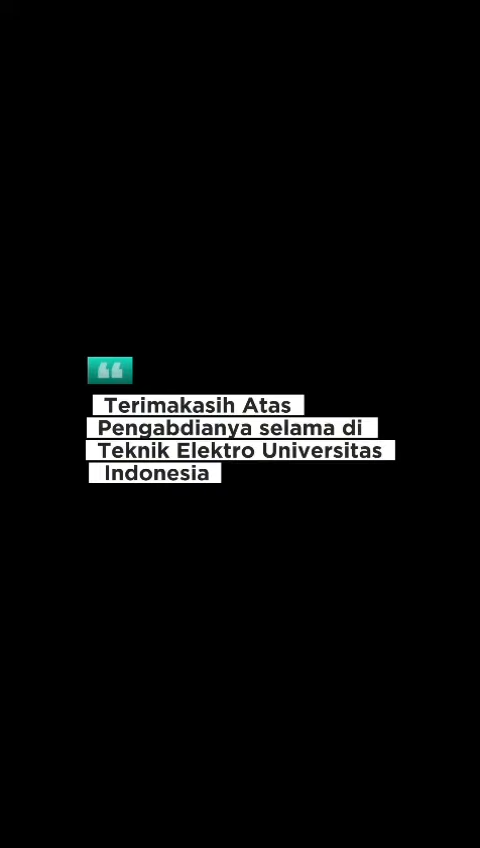 Terimakasih Atas
Pengabdianya selama di
Teknik Elektro Universitas
Indonesia